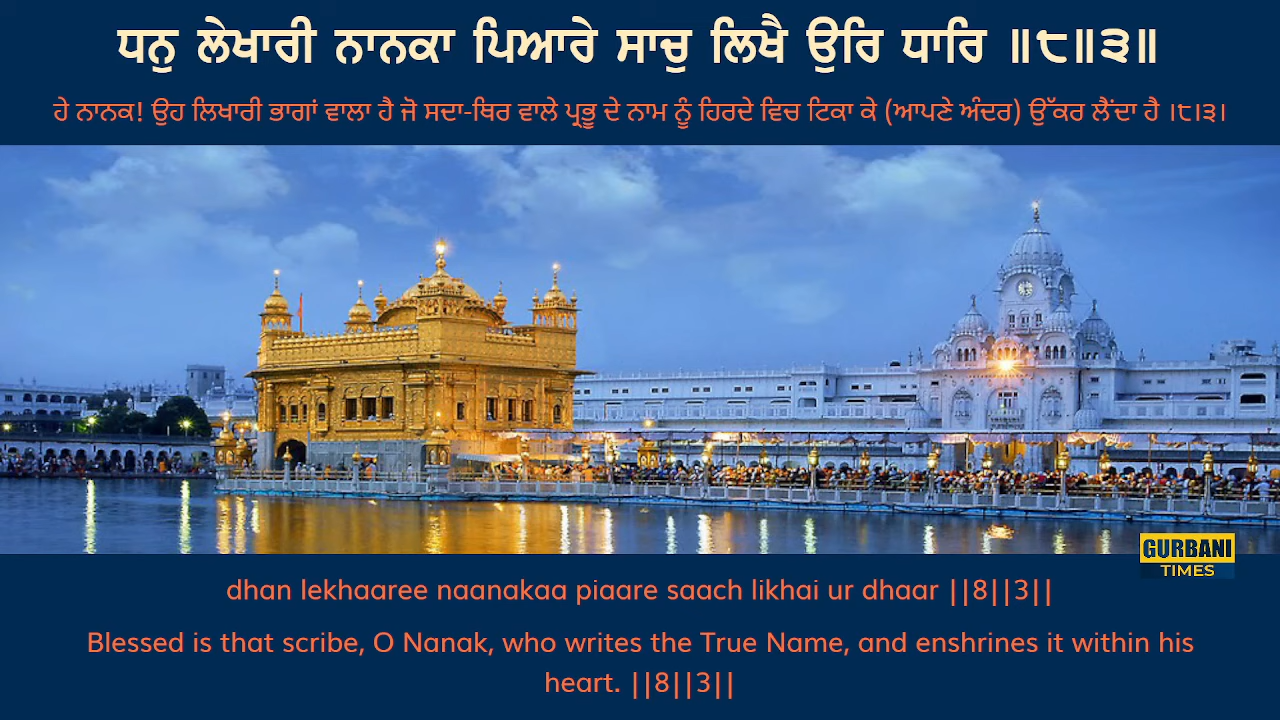 ਧਨੁ ਲੇਖਾਰੀ ਨਾਨਕਾ ਪਿਆਰੇ ਸਾਚੁ ਲਿਖੈ ਉਰਿ ਧਾਰਿ ॥੮॥੩॥
ਹੇ ਨਾਨਕ! ਉਹ ਲਿਖਾਰੀ ਭਾਗਾਂ ਵਾਲਾ ਹੈ ਜੋ ਸਦਾ-ਥਿਰ ਵਾਲੇ ਪ੍ਰਭੂ ਦੇ ਨਾਮ ਨੂੰ ਹਿਰਦੇ ਵਿਚ ਟਿਕਾ ਕੇ (ਆਪਣੇ ਅੰਦਰ) ਉੱਕਰ ਲੈਂਦਾ ਹੈ ।੮।੩।
GURBANI
TIMES
dhan lekhaaree naanakaa piaare saach likhai ur dhaar ||8||3||
Blessed is that scribe, O Nanak, who writes the True Name, and enshrines it within his
heart. ||8||3||